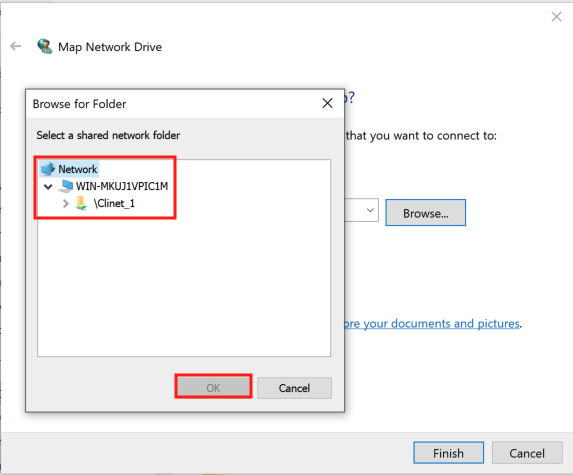 Map Network Drive
?
Browse for Folder
Select a shared network folder
that you want to connect to:
Network
WIN-MKUJ1VPIC1M
\Clinet_1
Browse...
ore your documents and pictures.
OK
Cancel
Finish
Cancel